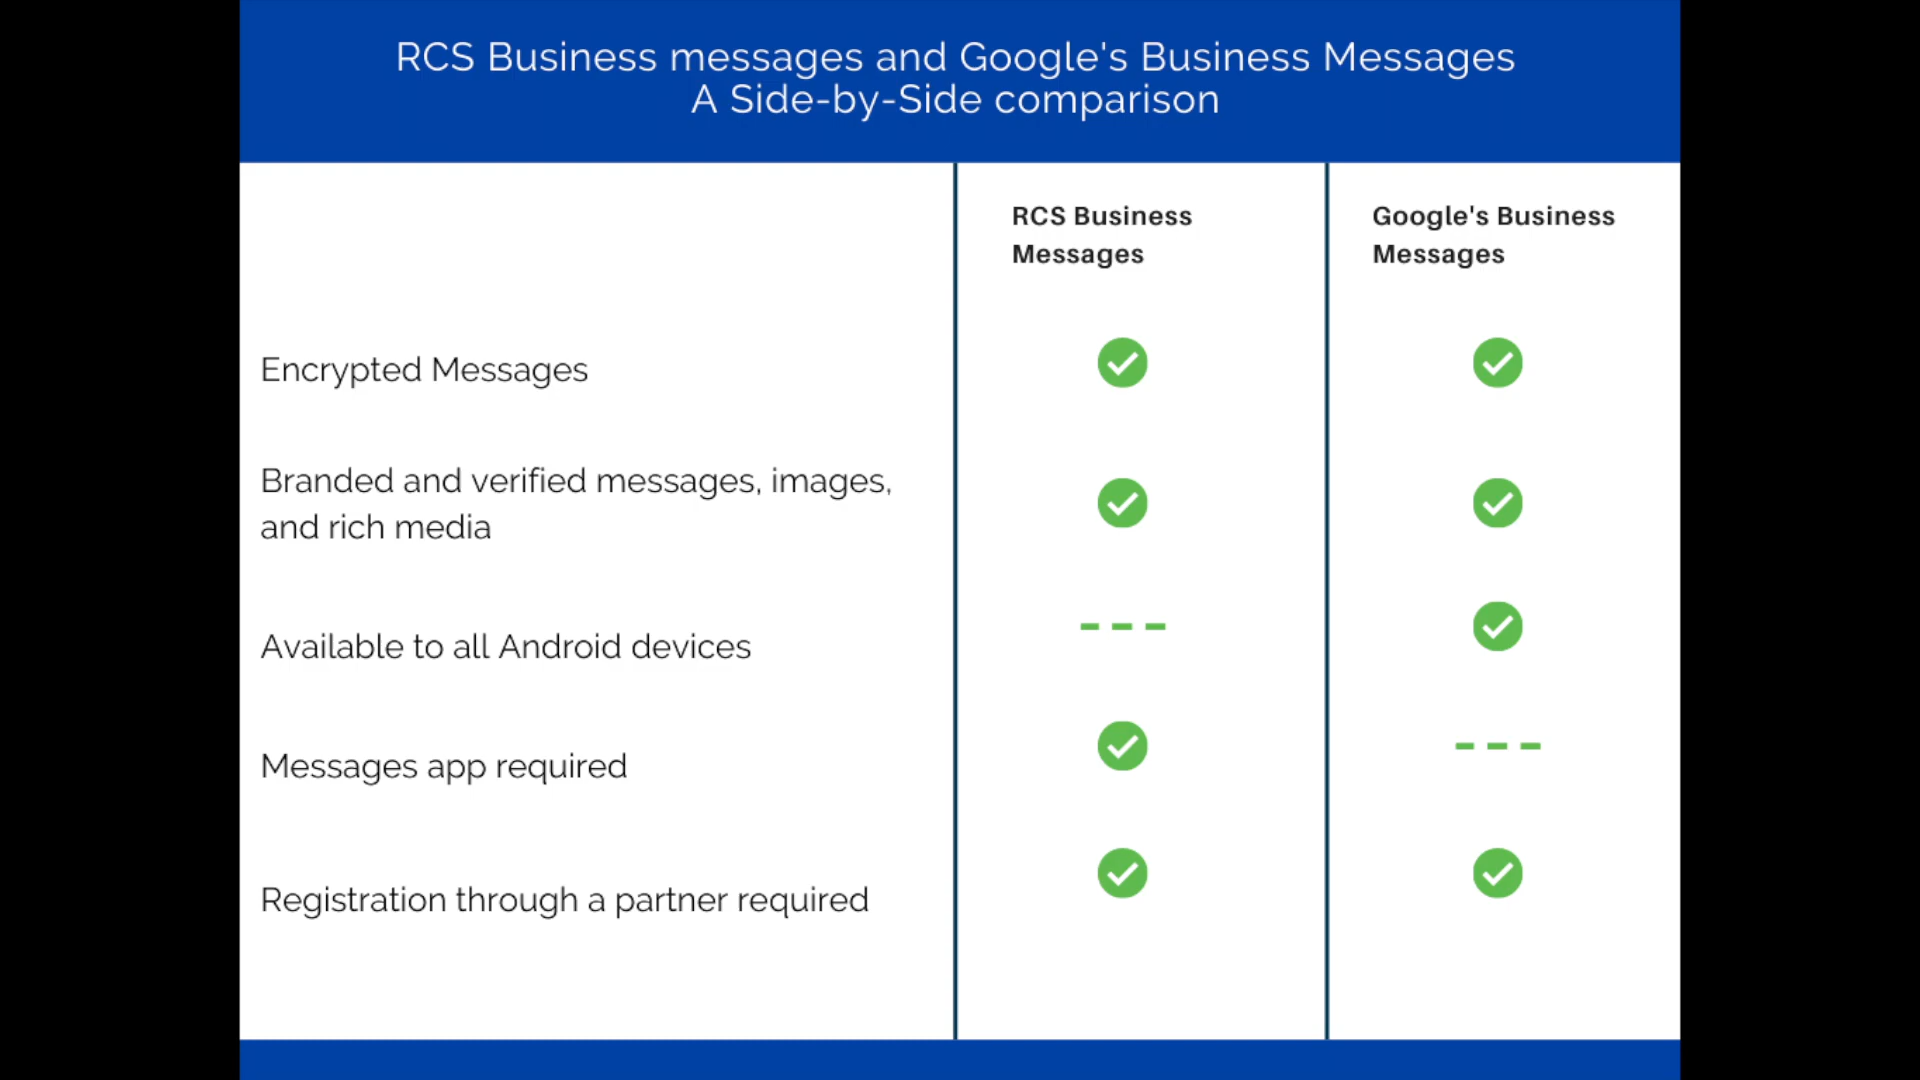 RCS Business messages and Google's Business Messages
A Side-by-Side comparison
RCS Business
Messages
Google's Business
Messages
Encrypted Messages
Branded and verified messages, images,
and rich media
Available to all Android devices
Messages app required
Registration through a partner required